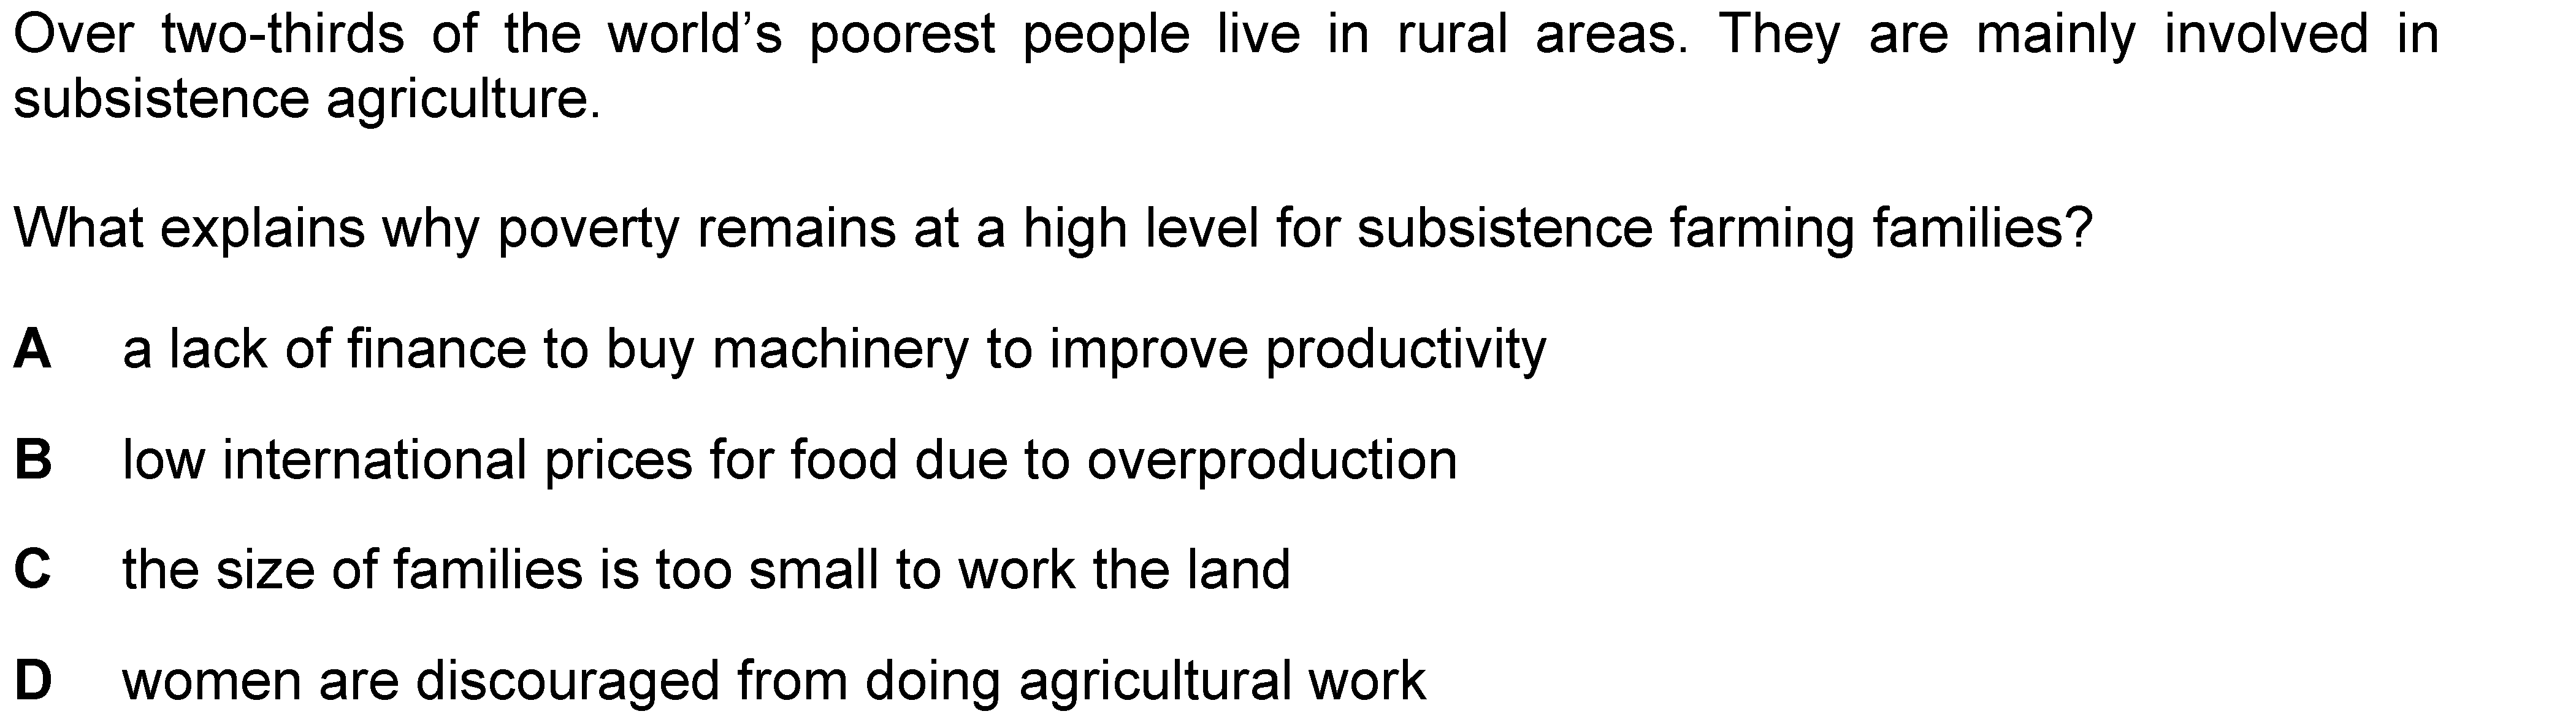 Over two-thirds of the world’s poorest people live in rural areas. They are mainly involved in
subsistence agriculture.
What explains why poverty remains at a high level for subsistence farming families?
A a lack of finance to buy machinery to improve productivity
B low international prices for food due to overproduction
C the size of families is too small to work the land
D women are discouraged from doing agricultural work